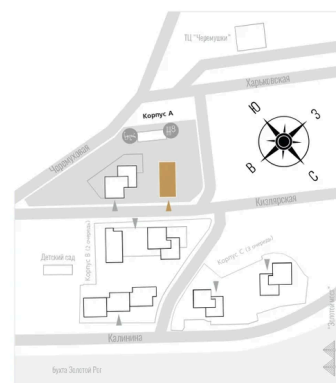 ТЦ "Черемушки"
Харьковская
Корпус А
Черемуховая
Ю
З
В
С
Кизлярская
Детский сад
Корпус В (2 очередь)
Корпус С (3 очередь)
Калинина
бухта Золотой Рог